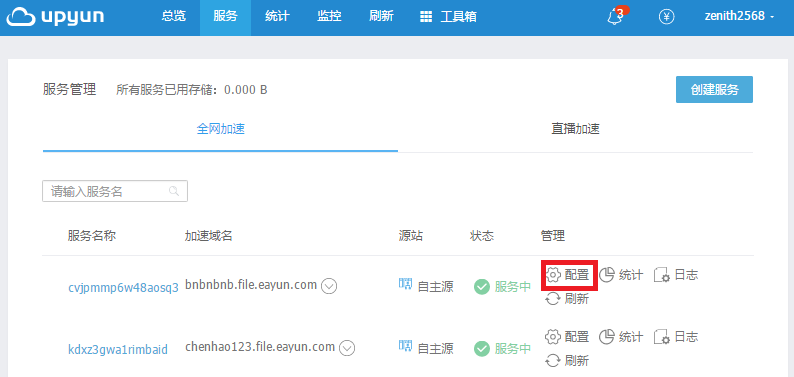 upyun 总览 服务 统计 监控 刷新 工具箱 3 zenith2568
服务管理 所有服务已用存储：0.000 B 创建服务
全网加速 直播加速
请输入服务名
服务名称 加速域名 源站 状态 管理
cvjpmmp6w48aosq3 bnbnbnb.file.eayun.com 自主源 服务中 配置 统计 日志
刷新
kdxz3gwa1rimbaid chenhao123.file.eayun.com 自主源 服务中 配置 统计 日志
刷新